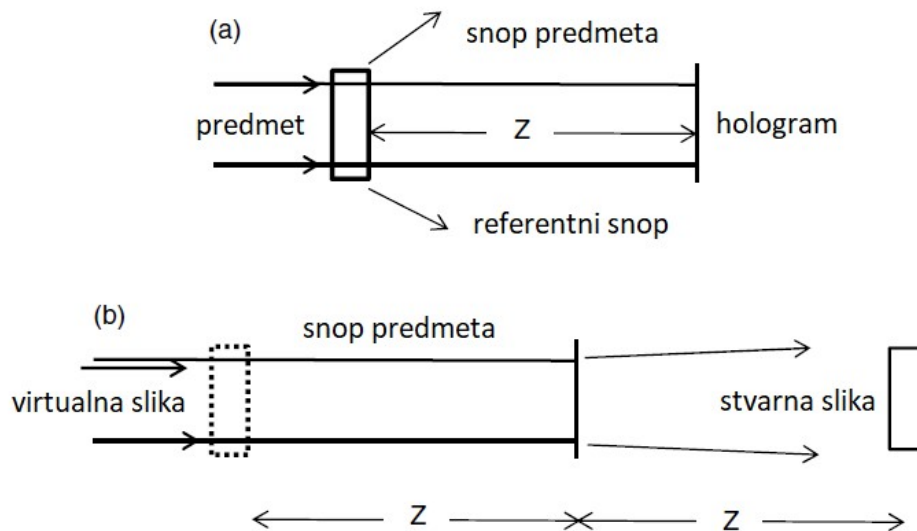 (a)
snop predmeta
predmet
Z
hologram
referentni snop
(b)
snop predmeta
virtualna slika
stvarna slika
Z
Z